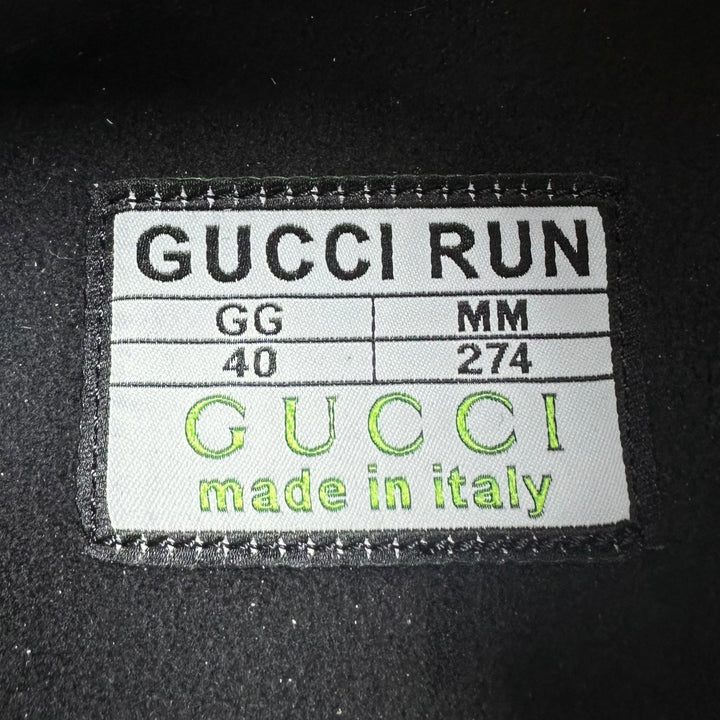 GUCCI RUN
GG MM
40 274
GUCCI
made in italy